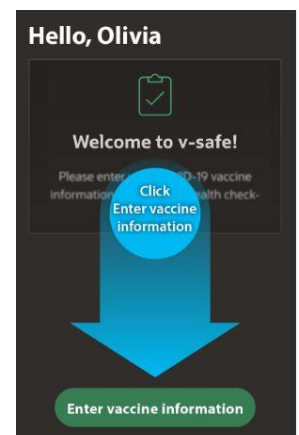 Hello, Olivia
Welcome to v-safe!
Please enter D-19 vaccine
information ealth check-
Click
Enter vaccine
information
Enter vaccine information